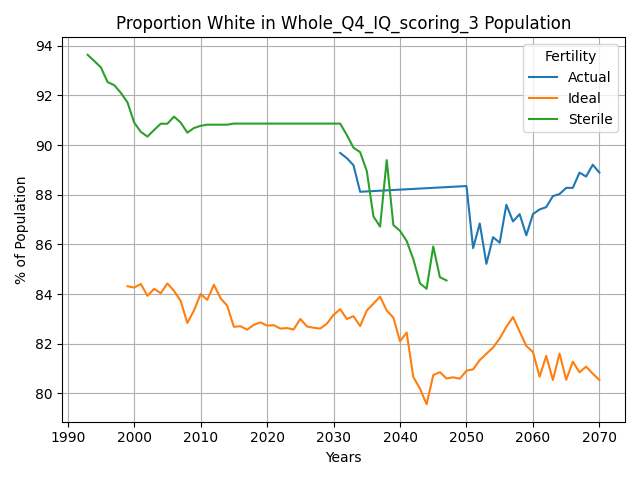 Proportion White in Whole_Q4_IQ_scoring_3 Population
% of Population
94
92
90
88
86
84
82
80
Fertility
Actual
Ideal
Sterile
1990 2000 2010 2020 2030 2040 2050 2060 2070
Years